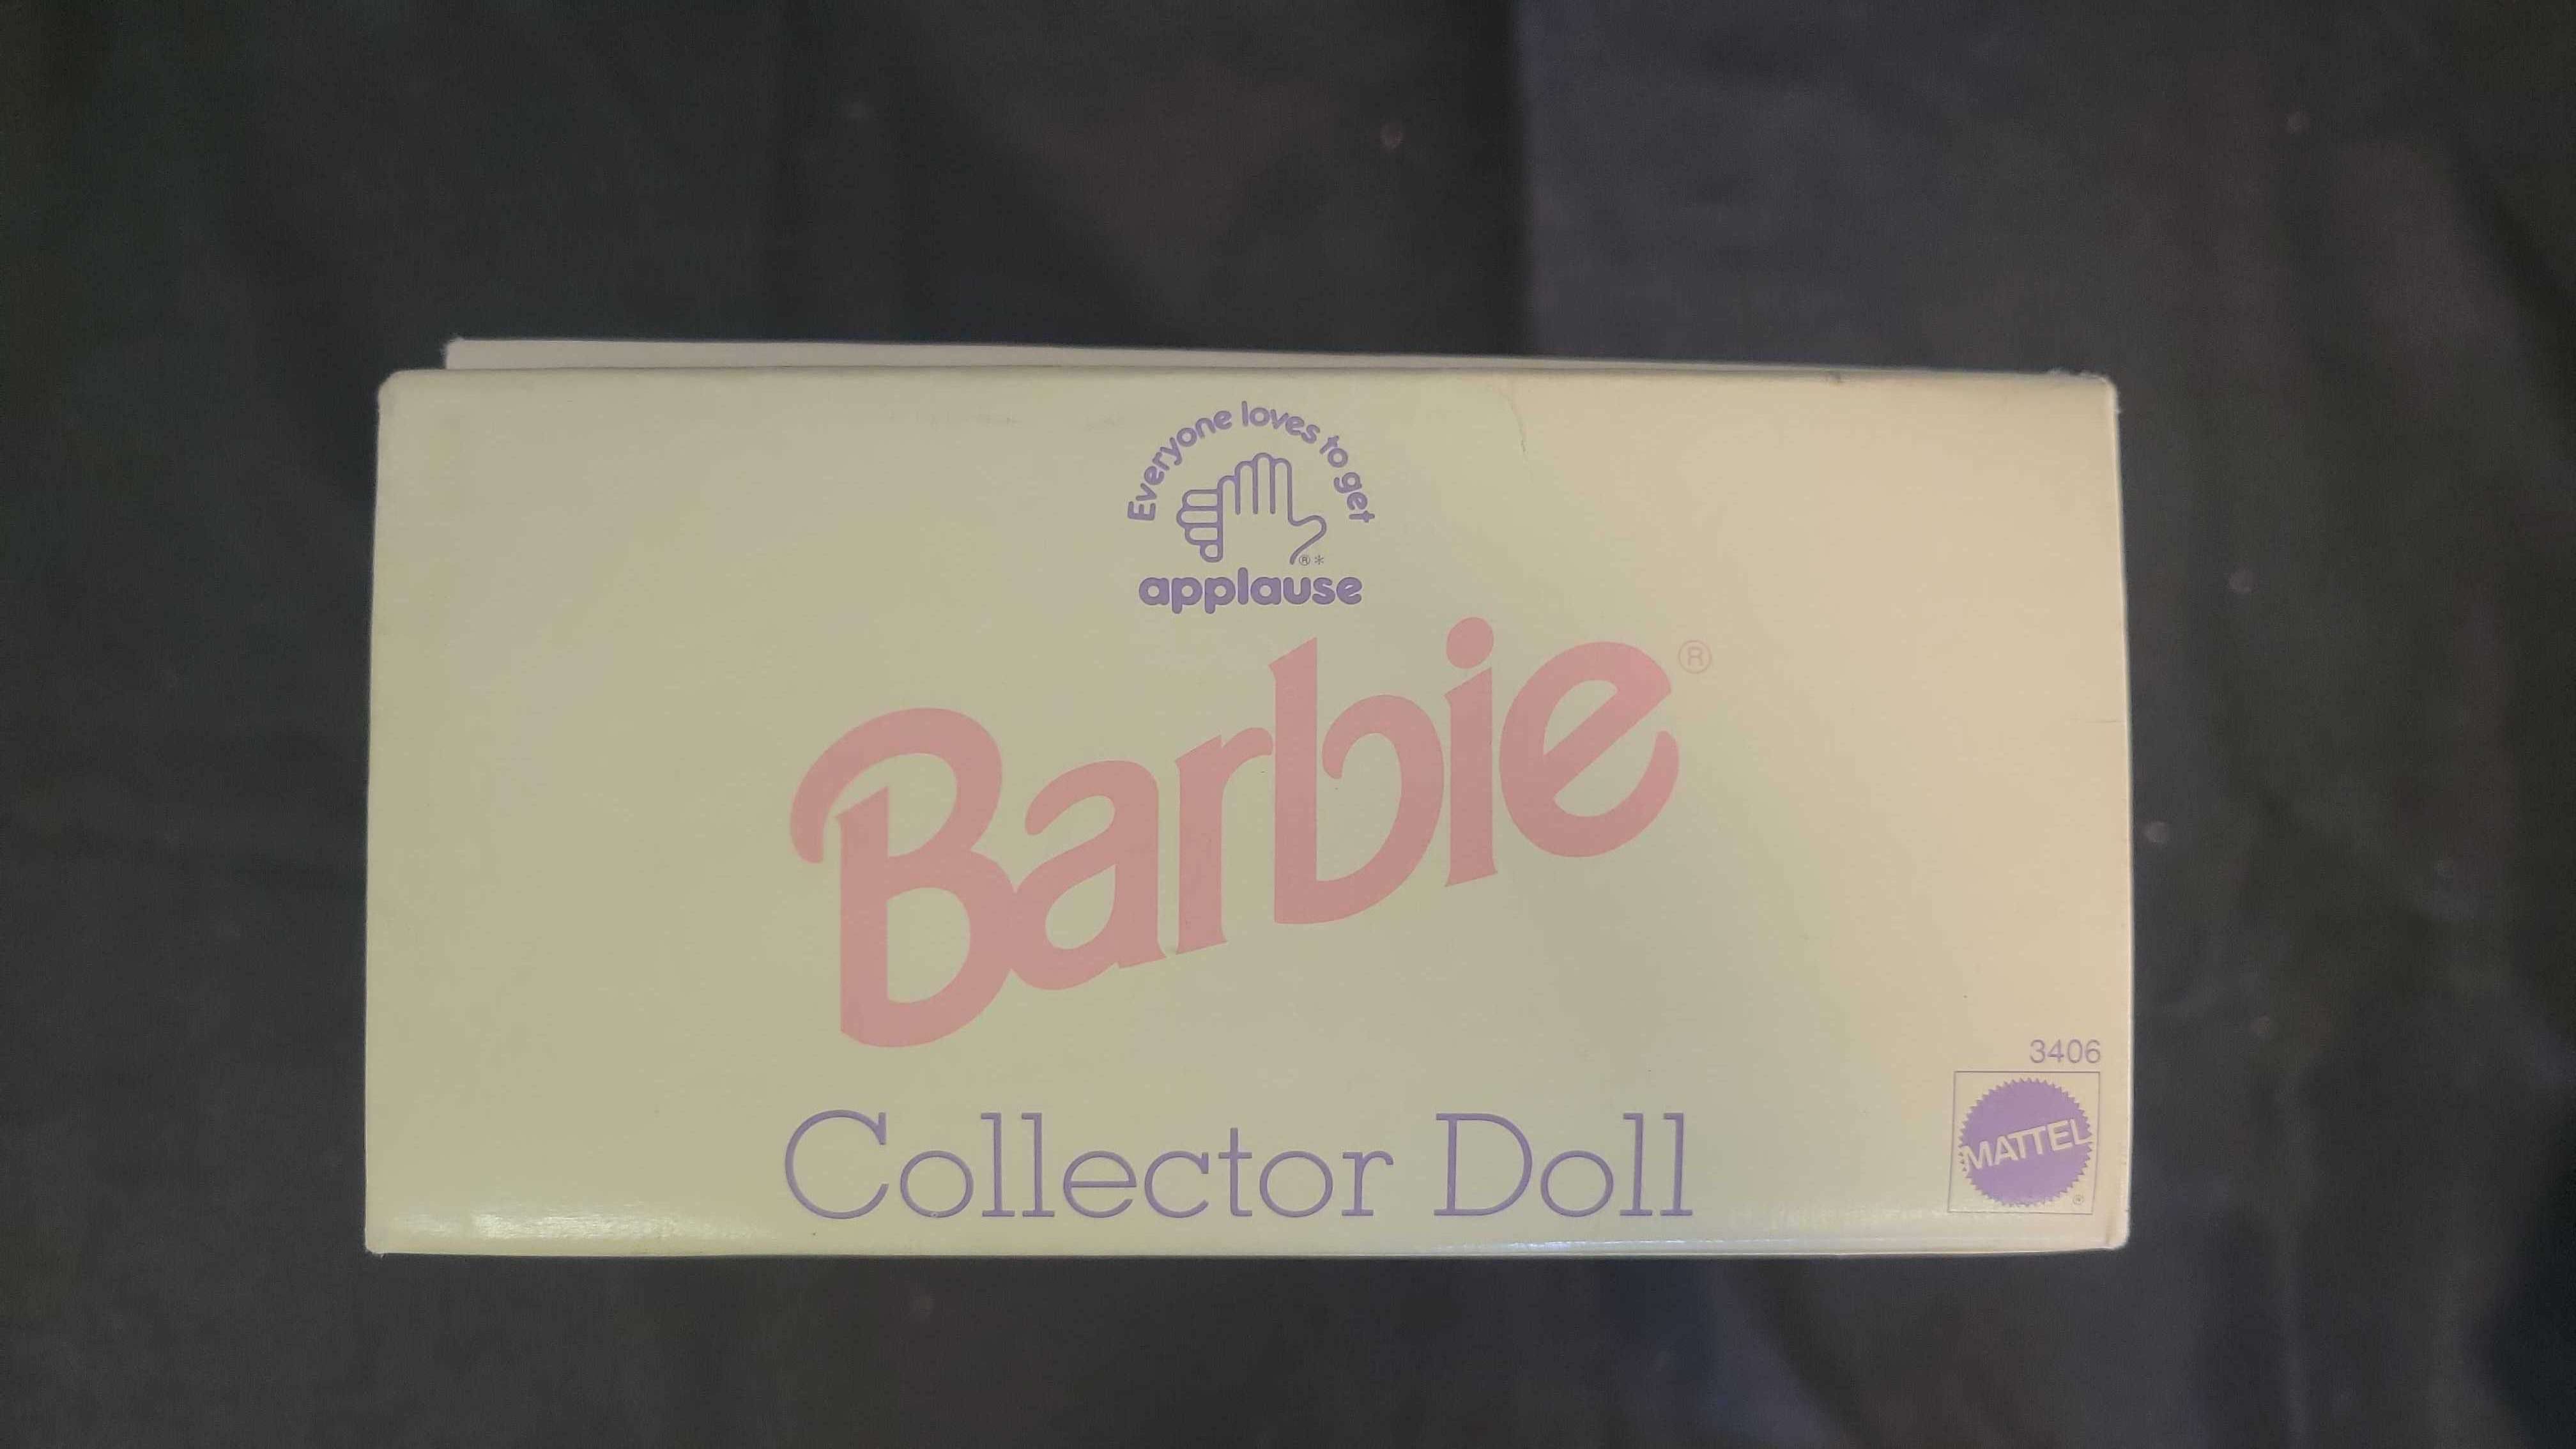 Everyone loves to get
®*
applause
Barbie®
Collector Doll
3406
MATTEL
®